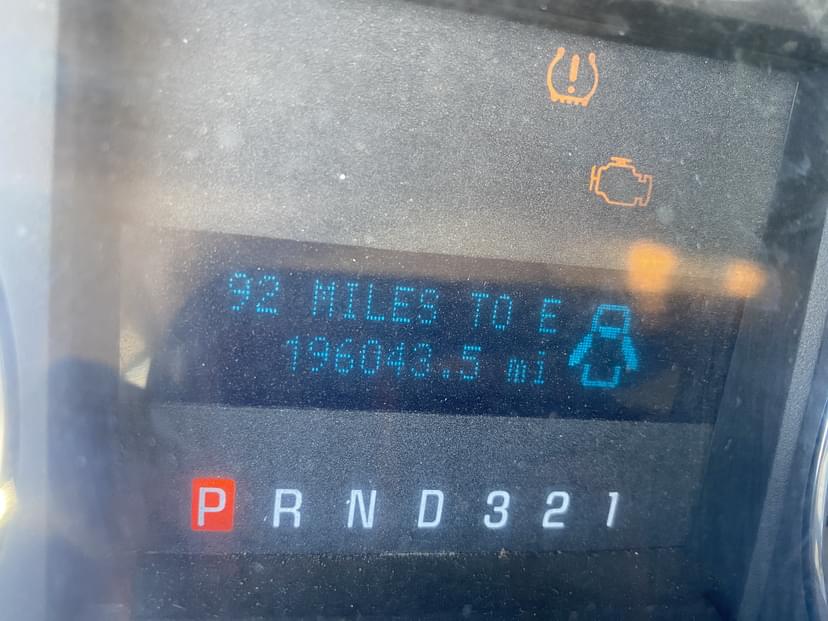 92 MILES TO E
196043.5 mi
P R N D 3 2 1